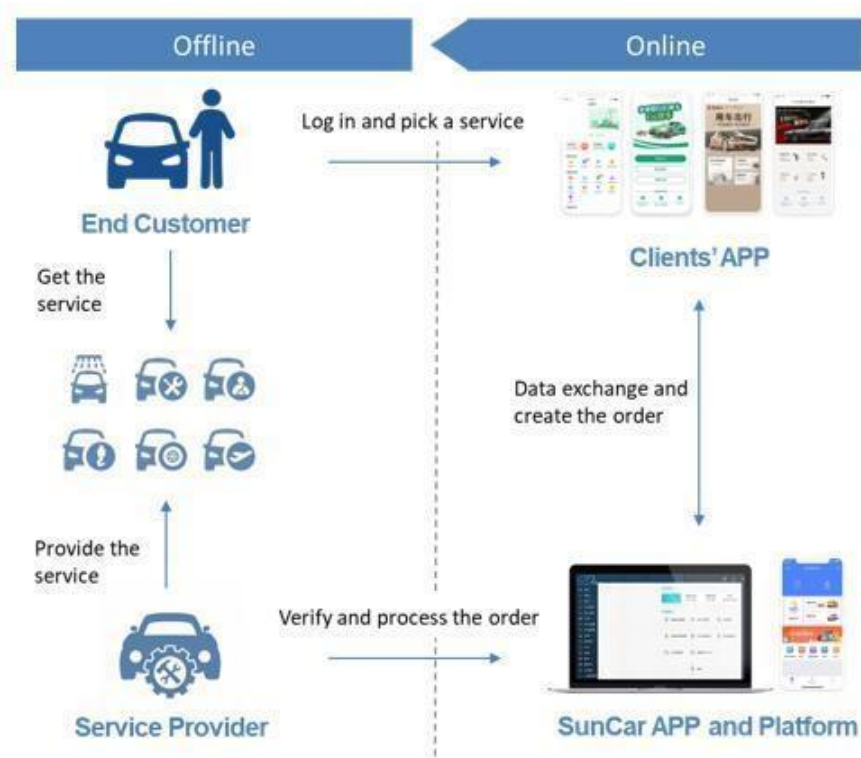 Offline
Online
Log in and pick a service
End Customer
Clients' APP
Get the
service
Data exchange and
create the order
Provide the
service
Verify and process the order
Service Provider
SunCar APP and Platform